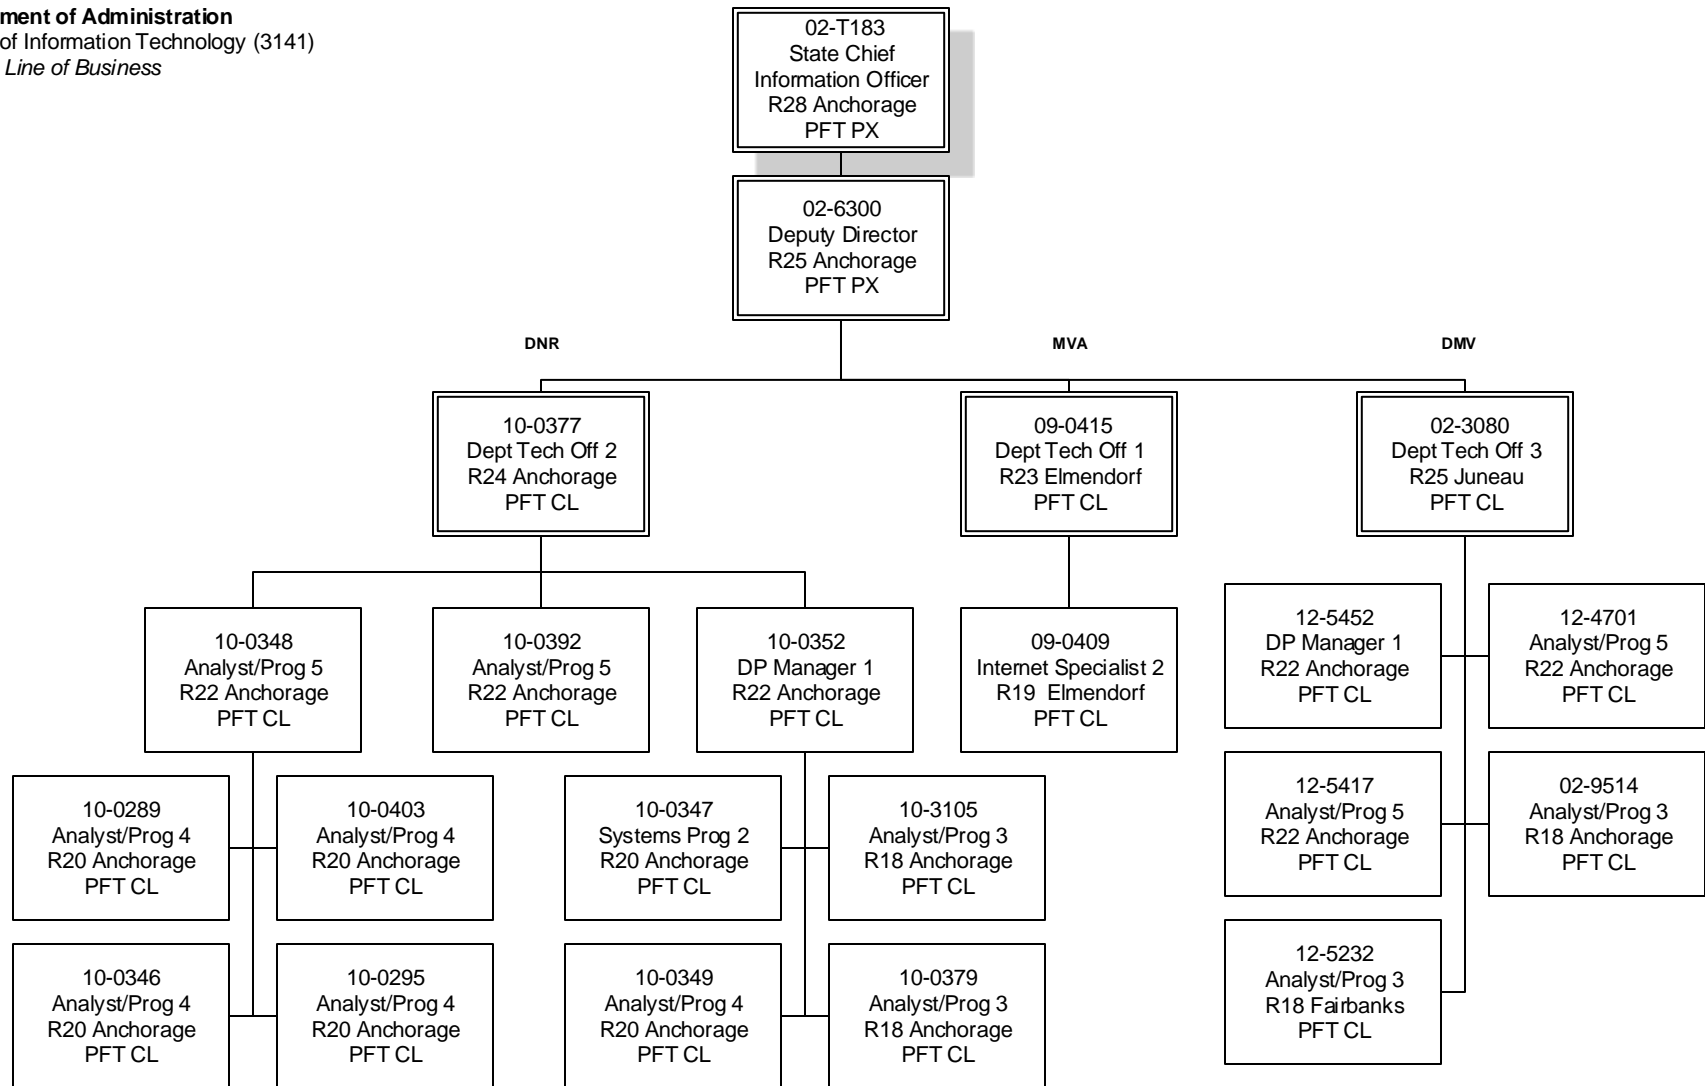 ment of Administration
of Information Technology (3141)
Line of Business
02-T183
State Chief
Information Officer
R28 Anchorage
PFT PX
02-6300
Deputy Director
R25 Anchorage
PFT PX
DNR
MVA
DMV
10-0377
Dept Tech Off 2
R24 Anchorage
PFT CL
09-0415
Dept Tech Off 1
R23 Elmendorf
PFT CL
02-3080
Dept Tech Off 3
R25 Juneau
PFT CL
10-0348
Analyst/Prog 5
R22 Anchorage
PFT CL
10-0392
Analyst/Prog 5
R22 Anchorage
PFT CL
10-0352
DP Manager 1
R22 Anchorage
PFT CL
09-0409
Internet Specialist 2
R19 Elmendorf
PFT CL
12-5452
DP Manager 1
R22 Anchorage
PFT CL
12-4701
Analyst/Prog 5
R22 Anchorage
PFT CL
10-0289
Analyst/Prog 4
R20 Anchorage
PFT CL
10-0403
Analyst/Prog 4
R20 Anchorage
PFT CL
10-0347
Systems Prog 2
R20 Anchorage
PFT CL
10-3105
Analyst/Prog 3
R18 Anchorage
PFT CL
12-5417
Analyst/Prog 5
R22 Anchorage
PFT CL
02-9514
Analyst/Prog 3
R18 Anchorage
PFT CL
10-0346
Analyst/Prog 4
R20 Anchorage
PFT CL
10-0295
Analyst/Prog 4
R20 Anchorage
PFT CL
10-0349
Analyst/Prog 4
R20 Anchorage
PFT CL
10-0379
Analyst/Prog 3
R18 Anchorage
PFT CL
12-5232
Analyst/Prog 3
R18 Fairbanks
PFT CL